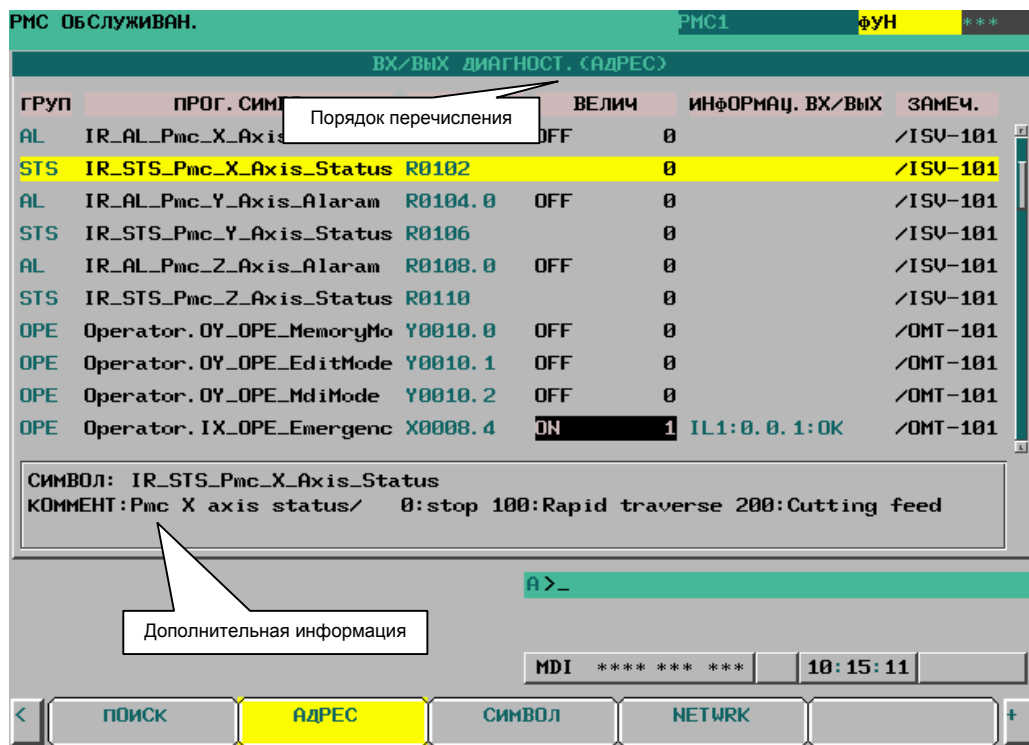 РМС ОБСЛУЖИВАН. PMC1 ФУН ***
ВХ/ВЫХ ДИАГНОСТ.(АДРЕС)
ГРУП ПРОГ.СИМ ВЕЛИЧ ИНФОРМАЦ.ВХ/ВЫХ ЗАМЕЧ.
Порядок перечисления
AL IR_AL_Pmc_X_Axis OFF 0 /ISV-101
STS IR_STS_Pmc_X_Axis_Status R0102 0 /ISV-101
AL IR_AL_Pmc_Y_Axis_Alaram R0104.0 OFF 0 /ISV-101
STS IR_STS_Pmc_Y_Axis_Status R0106 0 /ISV-101
AL IR_AL_Pmc_Z_Axis_Alaram R0108.0 OFF 0 /ISV-101
STS IR_STS_Pmc_Z_Axis_Status R0110 0 /ISV-101
OPE Operator.OY_OPE_MemoryMo Y0010.0 OFF 0 /OMT-101
OPE Operator.OY_OPE_EditMode Y0010.1 OFF 0 /OMT-101
OPE Operator.OY_OPE_MdiMode Y0010.2 OFF 0 /OMT-101
OPE Operator.IX_OPE_Emergenc X0008.4 ON 1 IL1:0.0.1:OK /OMT-101
СИМВОЛ: IR_STS_Pmc_X_Axis_Status
КОММЕНТ:Pmc X axis status/ 0:stop 100:Rapid traverse 200:Cutting feed
A>_
Дополнительная информация
MDI **** *** *** 10:15:11
< ПОИСК АДРЕС СИМВОЛ NETWRK +